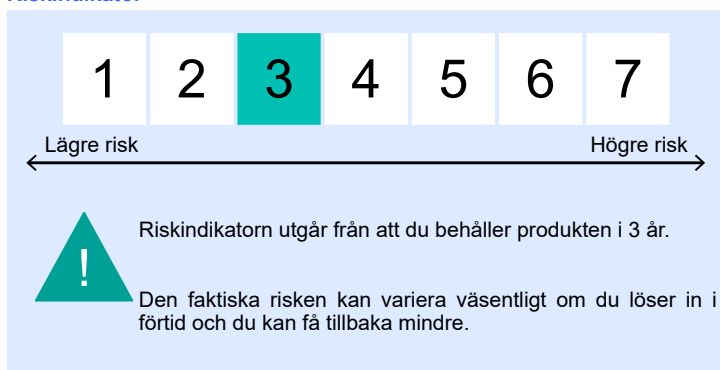 1 2 3 4 5 6 7
Lägre risk Högre risk
!
Riskindikatorn utgår från att du behåller produkten i 3 år.
Den faktiska risken kan variera väsentligt om du löser in i
förtid och du kan få tillbaka mindre.